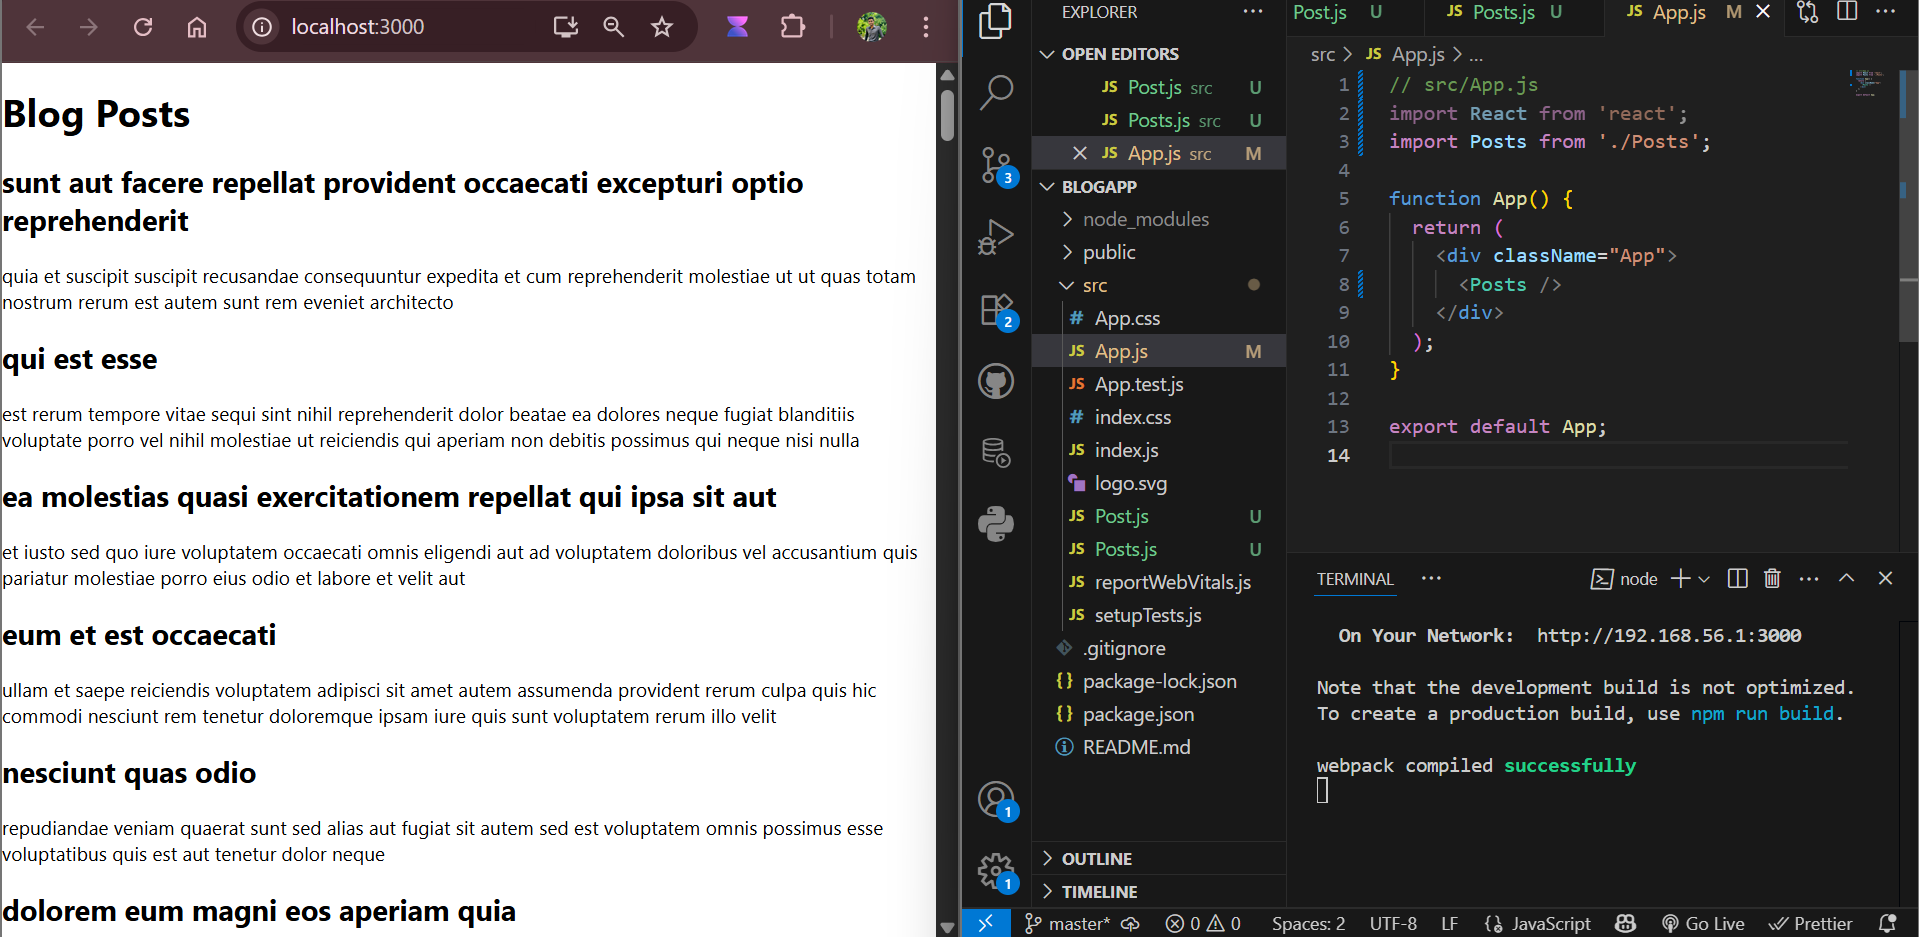 localhost:3000
Blog Posts
sunt aut facere repellat provident occaecati excepturi optio
reprehenderit
quia et suscipit suscipit recusandae consequuntur expedita et cum reprehenderit molestiae ut ut quas totam
nostrum rerum est autem sunt rem eveniet architecto
qui est esse
est rerum tempore vitae sequi sint nihil reprehenderit dolor beatae ea dolores neque fugiat blanditiis
voluptate porro vel nihil molestiae ut reiciendis qui aperiam non debitis possimus qui neque nisi nulla
ea molestias quasi exercitationem repellat qui ipsa sit aut
et iusto sed quo iure voluptatem occaecati omnis eligendi aut ad voluptatem doloribus vel accusantium quis
pariatur molestiae porro eius odio et labore et velit aut
eum et est occaecati
ullam et saepe reiciendis voluptatem adipisci sit amet autem assumenda provident rerum culpa quis hic
commodi nesciunt rem tenetur doloremque ipsam iure quis sunt voluptatem rerum illo velit
nesciunt quas odio
repudiandae veniam quaerat sunt sed alias aut fugiat sit autem sed est voluptatem omnis possimus esse
voluptatibus quis est aut tenetur dolor neque
dolorem eum magni eos aperiam quia
3
2
1
1
EXPLORER ...
OPEN EDITORS
JS Post.js src U
JS Posts.js src U
JS App.js src M
BLOGAPP
node_modules
public
src
# App.css
JS App.js M
JS App.test.js
# index.css
JS index.js
logo.svg
JS Post.js U
JS Posts.js U
JS reportWebVitals.js
JS setupTests.js
.gitignore
{} package-lock.json
{} package.json
README.md
OUTLINE
TIMELINE
Post.js U JS Posts.js U JS App.js M
src > JS App.js > ...
1 // src/App.js
2 import React from 'react';
3 import Posts from './Posts';
4
5 function App() {
6 return (
7 <div className="App">
8 <Posts />
9 </div>
10 );
11 }
12
13 export default App;
14
TERMINAL ... node
On Your Network: http://192.168.56.1:3000
Note that the development build is not optimized.
To create a production build, use npm run build.
webpack compiled successfully
master* 0 0 Spaces: 2 UTF-8 LF {} JavaScript Go Live Prettier